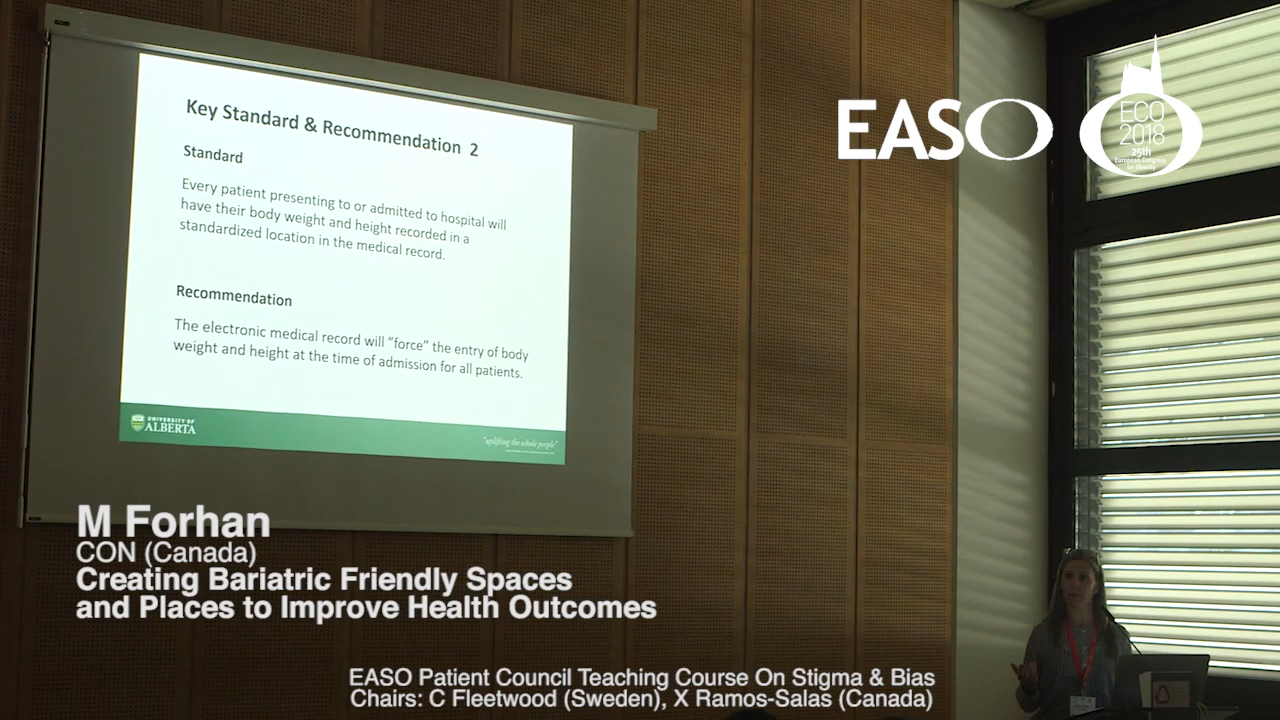 Key Standard & Recommendation 2
Standard
Every patient presenting to or admitted to hospital will
have their body weight and height recorded in a
standardized location in the medical record.
Recommendation
The electronic medical record will "force" the entry of body
weight and height at the time of admission for all patients.
UNIVERSITY OF
ALBERTA
"uplifting the whole people"
EASO
ECO
2018
25th
European Congress
on Obesity
M Forhan
CON (Canada)
Creating Bariatric Friendly Spaces
and Places to Improve Health Outcomes
EASO Patient Council Teaching Course On Stigma & Bias
Chairs: C Fleetwood (Sweden), X Ramos-Salas (Canada)